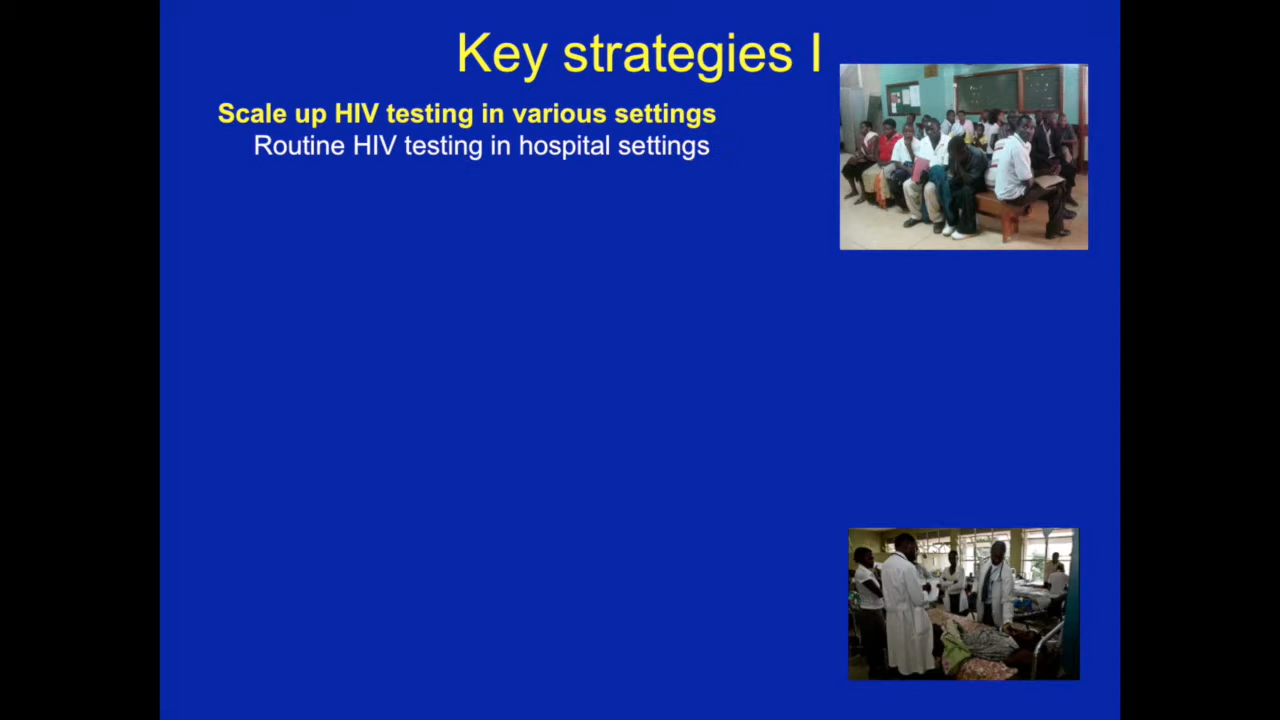 Key strategies I
Scale up HIV testing in various settings
Routine HIV testing in hospital settings